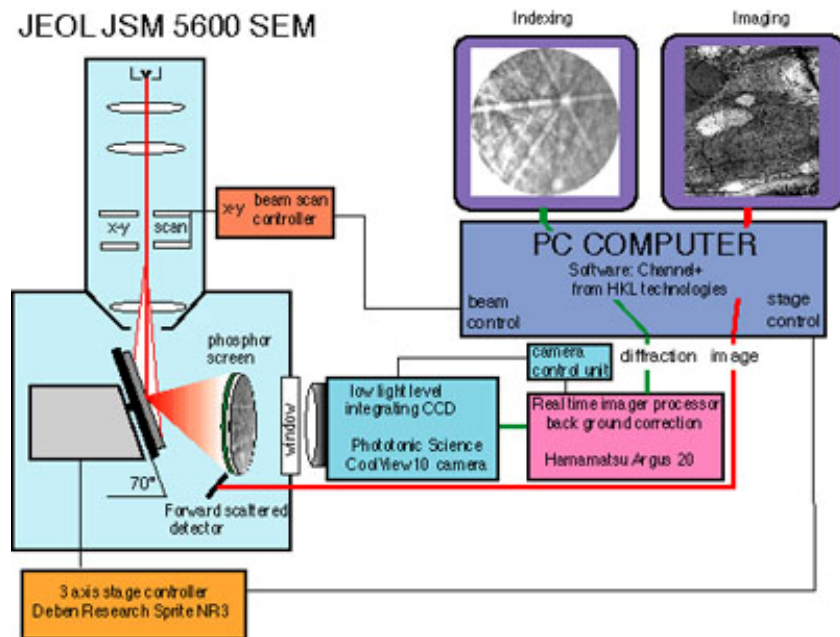 JEOL JSM 5600 SEM
Indexing
Imaging
x-y
scan
x-y beam scan
controller
PC COMPUTER
Software: Channel+
from HKL technologies
beam
control
stage
control
phosphor
screen
window
low light level
integrating CCD
Phototonic Science
CoolView10 camera
camera
control unit
diffraction
image
Real time imager processor
back ground correction
Hamamatsu Argus 20
70°
Forward scattered
detector
3 axis stage controller
Deben Research Sprite NR3